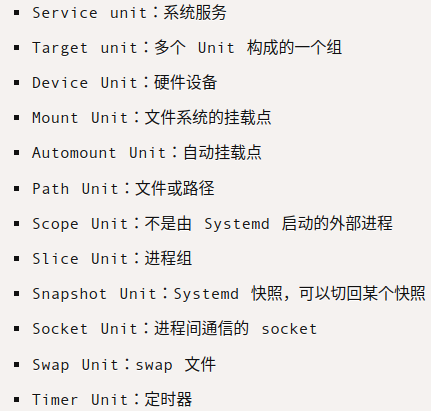 ▪ Service unit：系统服务
▪ Target unit：多个 Unit 构成的一个组
▪ Device Unit：硬件设备
▪ Mount Unit：文件系统的挂载点
▪ Automount Unit：自动挂载点
▪ Path Unit：文件或路径
▪ Scope Unit：不是由 Systemd 启动的外部进程
▪ Slice Unit：进程组
▪ Snapshot Unit：Systemd 快照，可以切回某个快照
▪ Socket Unit：进程间通信的 socket
▪ Swap Unit：swap 文件
▪ Timer Unit：定时器